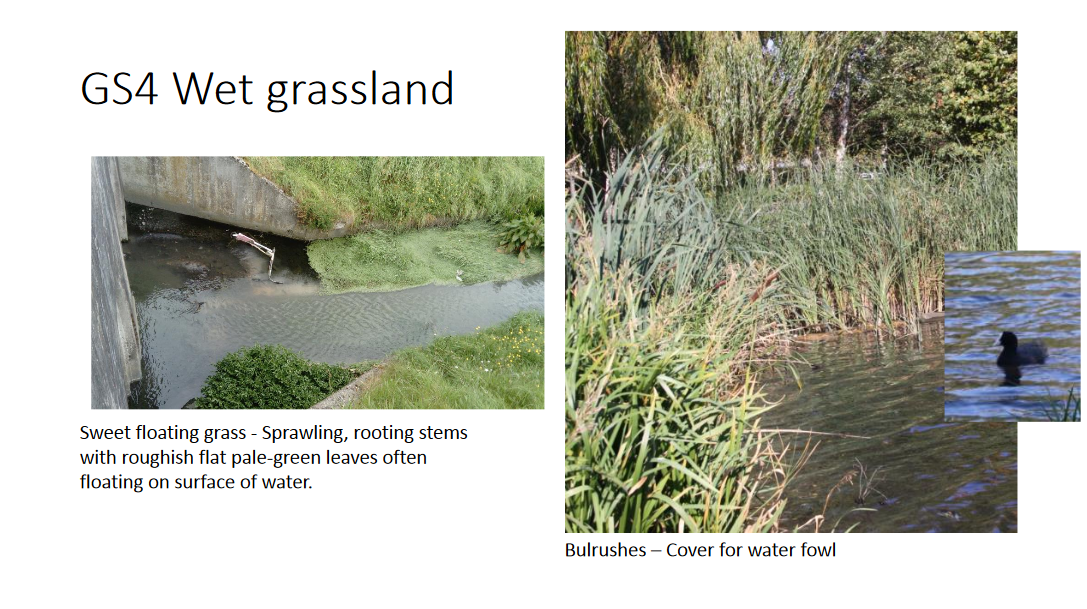 GS4 Wet grassland
Sweet floating grass - Sprawling, rooting stems
with roughish flat pale-green leaves often
floating on surface of water.
Bulrushes – Cover for water fowl